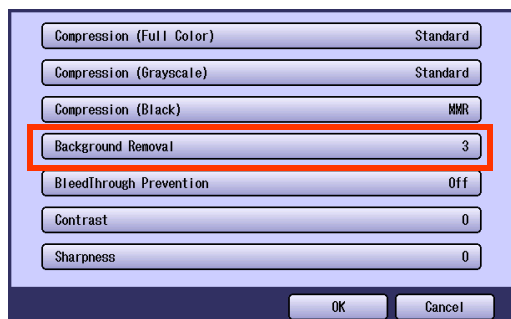 Compression (Full Color) Standard
Compression (Grayscale) Standard
Compression (Black) MMR
Background Removal 3
BleedThrough Prevention Off
Contrast 0
Sharpness 0
OK Cancel